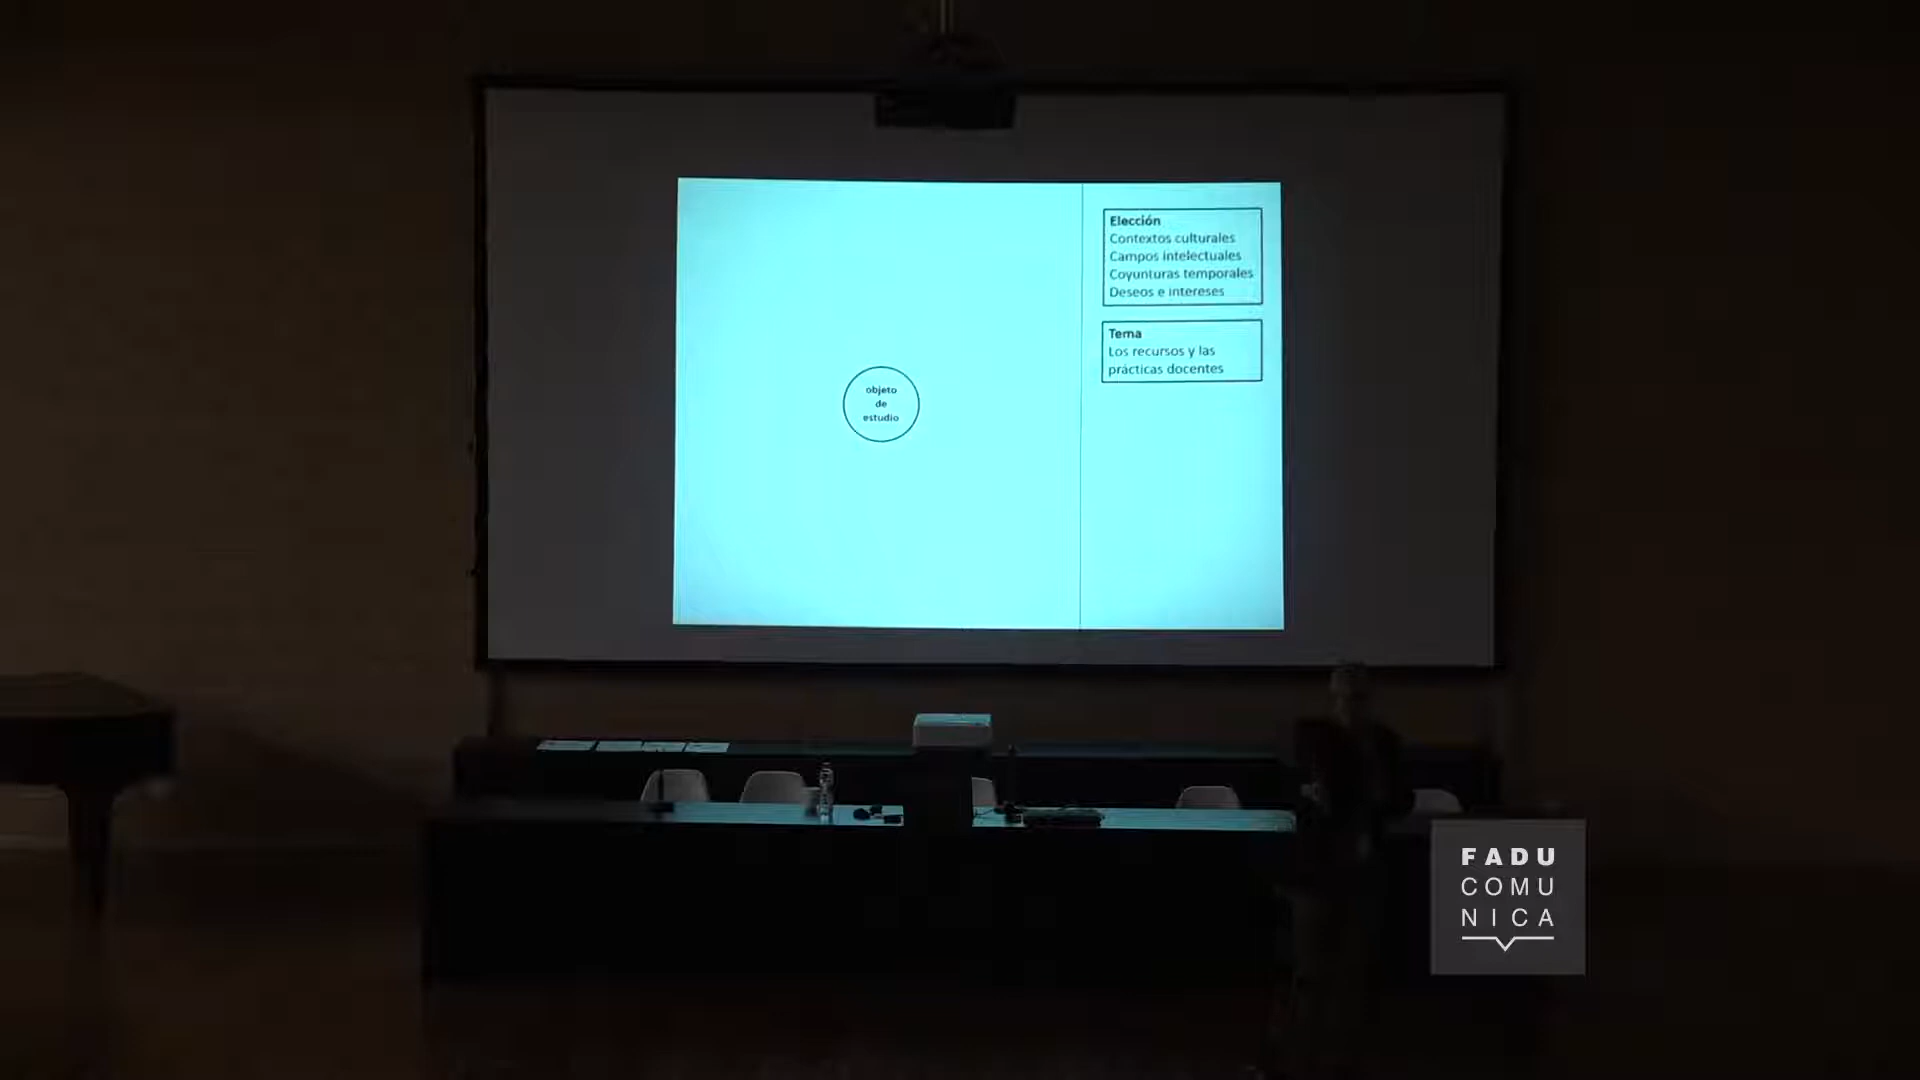 objeto
de
estudio
Elección
Contextos culturales
Campos intelectuales
Coyunturas temporales
Deseos e intereses
Tema
Los recursos y las
prácticas docentes
FADU
COMU
NICA